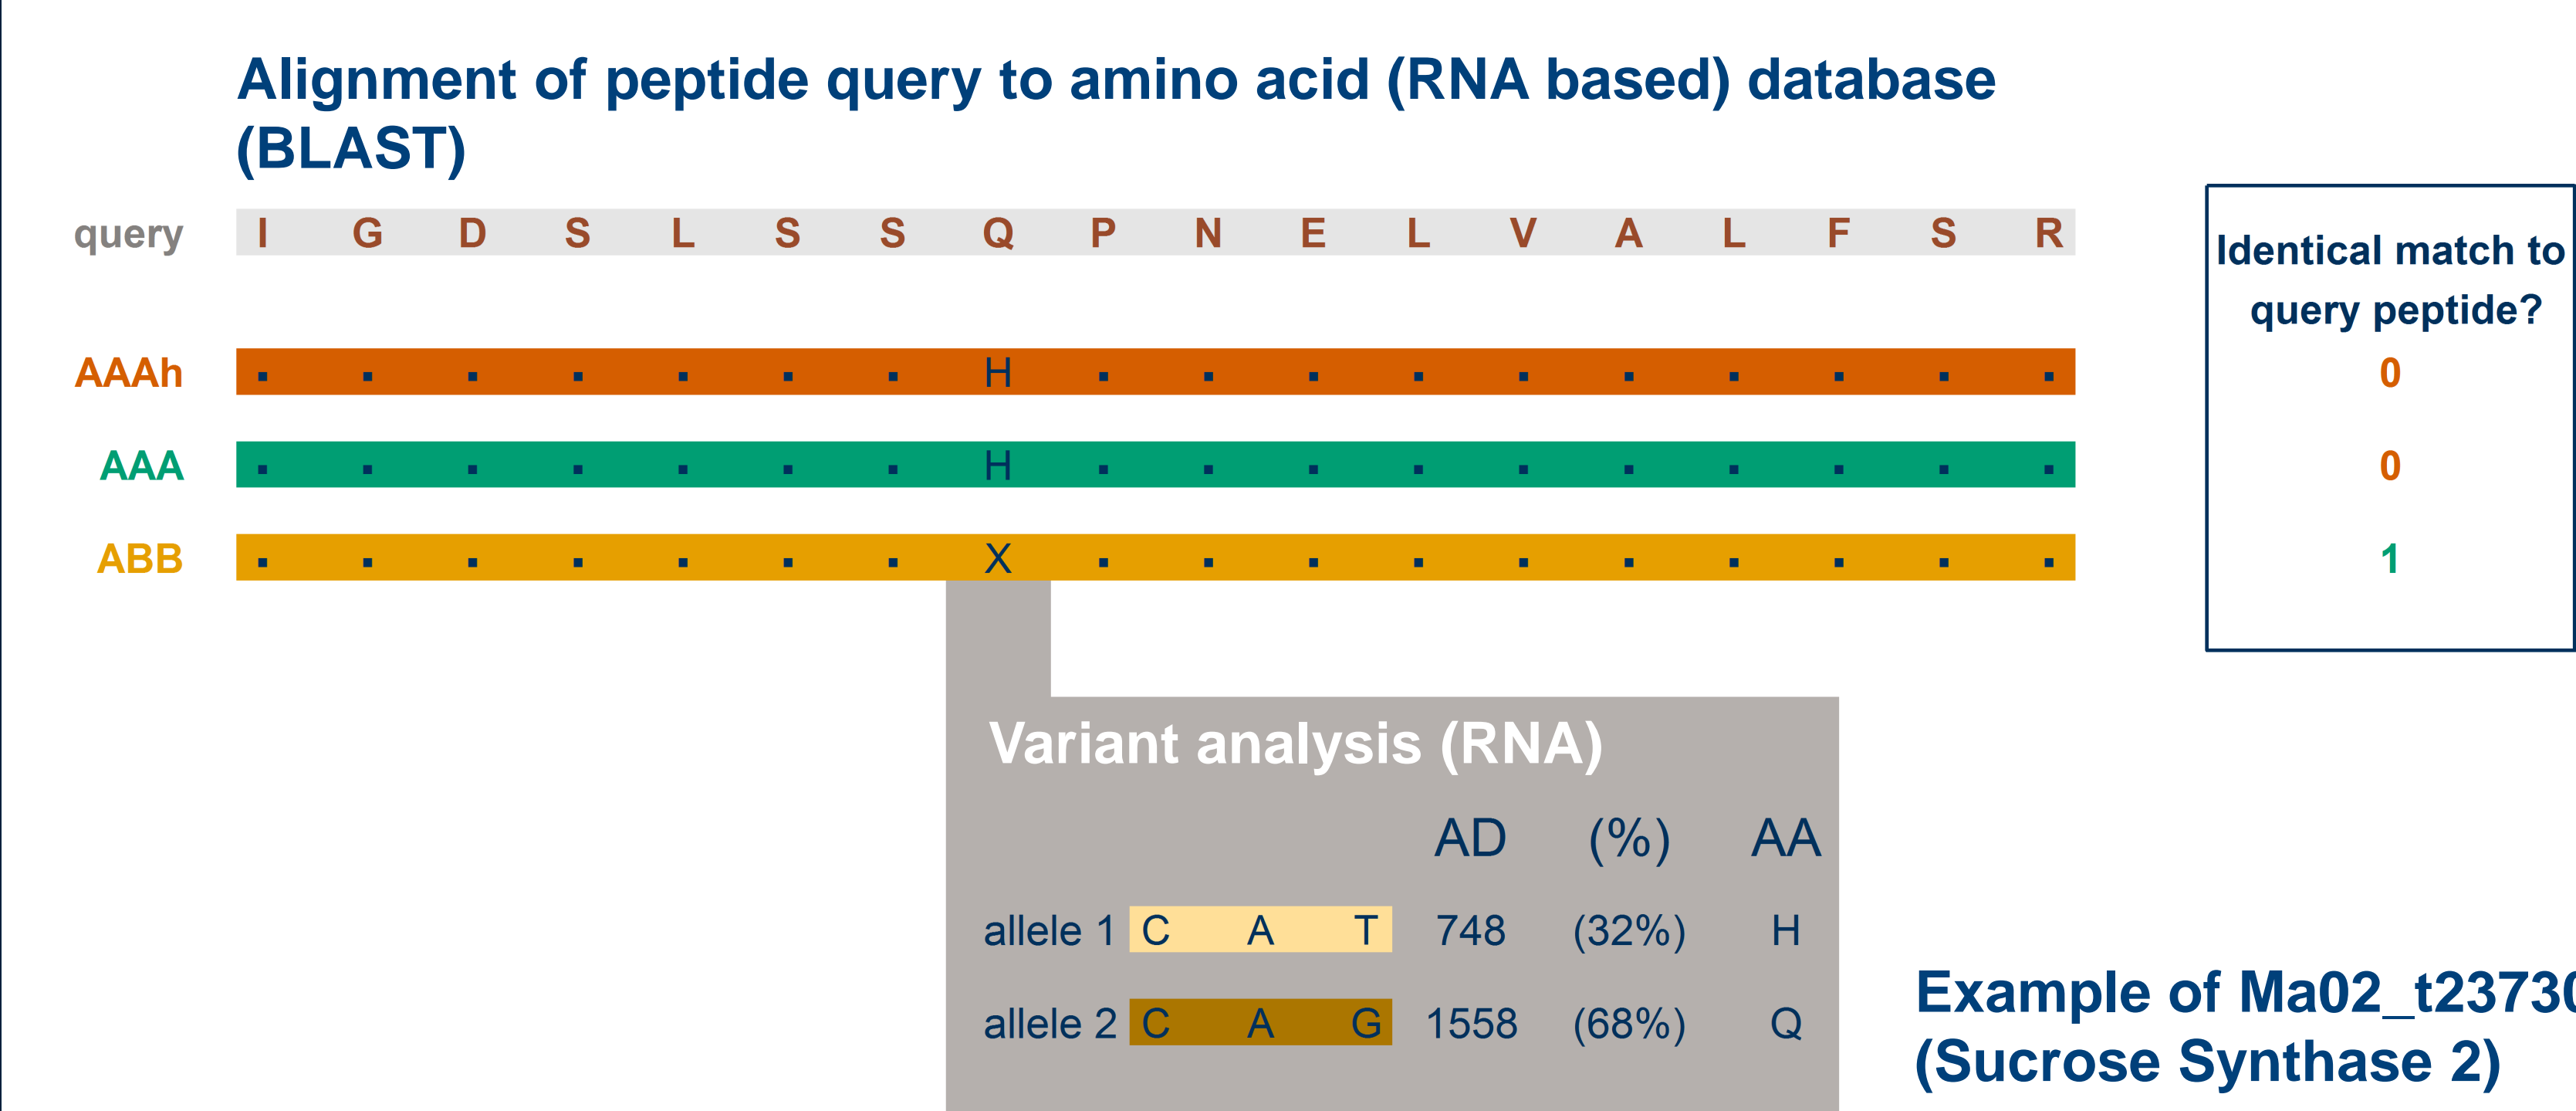 Alignment of peptide query to amino acid (RNA based) database
(BLAST)
query I G D S L S S Q P N E L V A L F S R
Identical match to
query peptide?
AAAh . . . . . . . H . . . . . . . . . . 0
AAA . . . . . . . H . . . . . . . . . . 0
ABB . . . . . . . X . . . . . . . . . . 1
Variant analysis (RNA)
AD (%) AA
allele 1 C A T 748 (32%) H
allele 2 C A G 1558 (68%) Q
Example of Ma02_t23730
(Sucrose Synthase 2)